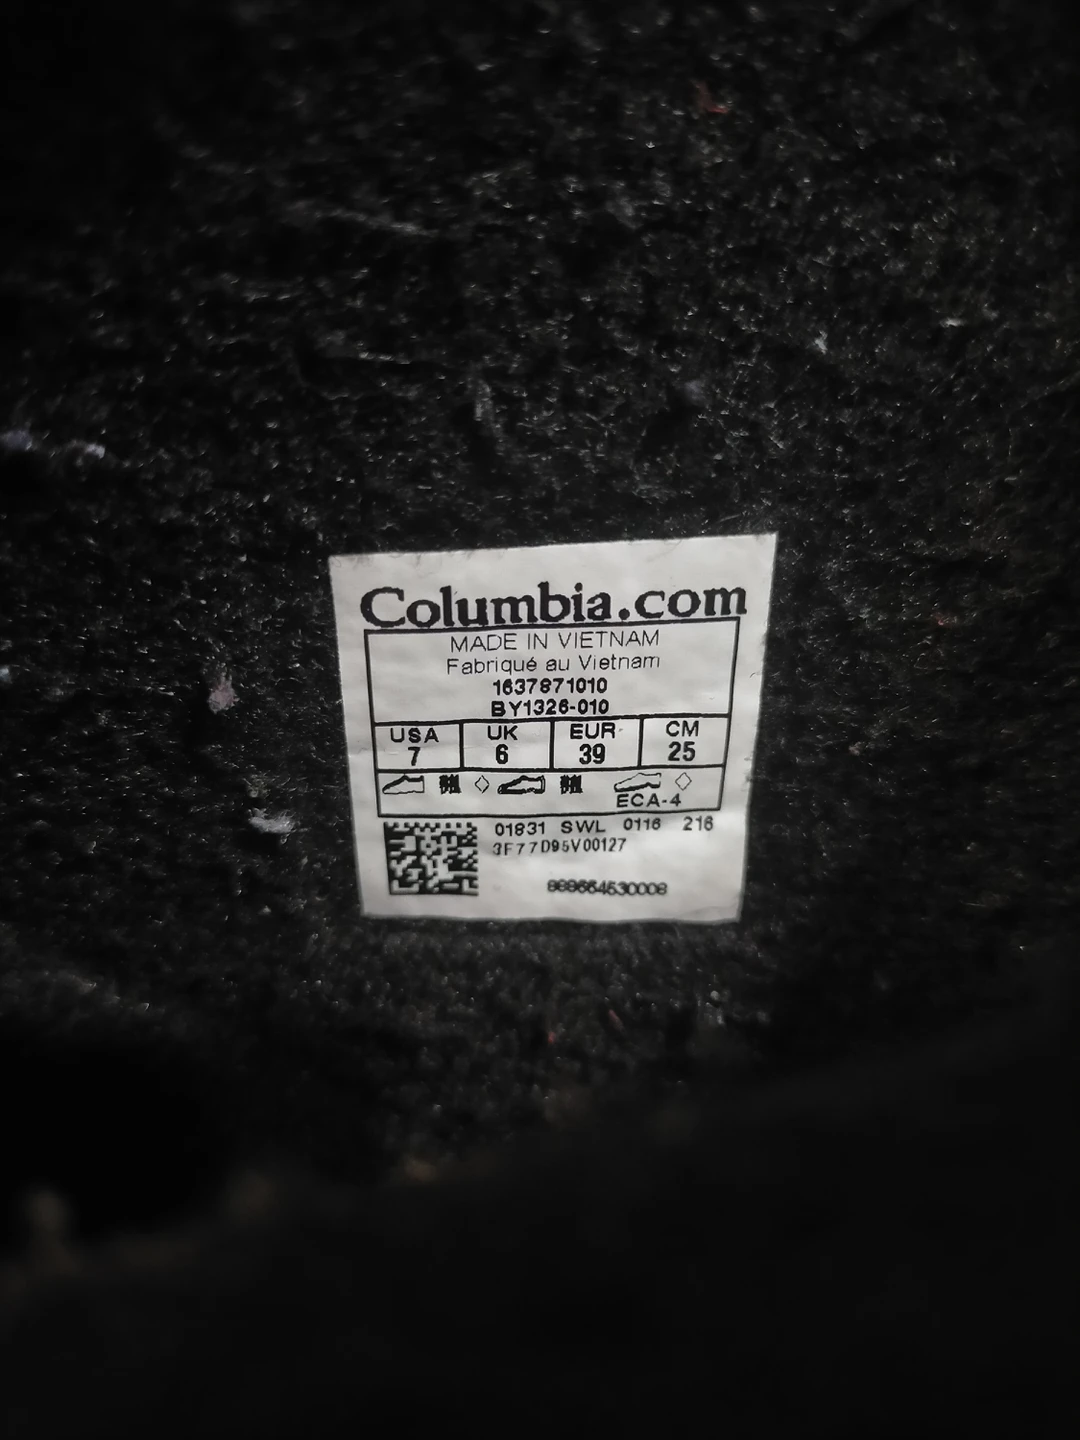 Columbia.com
MADE IN VIETNAM
Fabriqué au Vietnam
1637871010
BY1326-010
USA UK EUR CM
7 6 39 25
ECA-4
01831 SWL 0116 216
3F77D95V00127